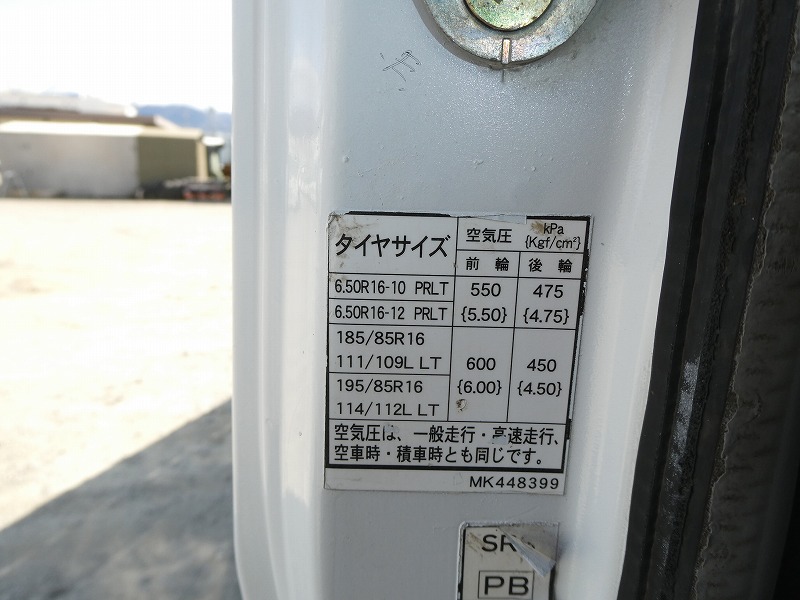 タイヤサイズ
空気圧 kPa {Kgf/cm²}
前輪 後輪
6.50R16-10 PRLT 550 475
6.50R16-12 PRLT {5.50} {4.75}
185/85R16
111/109L LT 600 450
195/85R16 {6.00} {4.50}
114/112L LT
空気圧は、一般走行・高速走行、
空車時・積車時とも同じです。
MK448399
SRS
PB